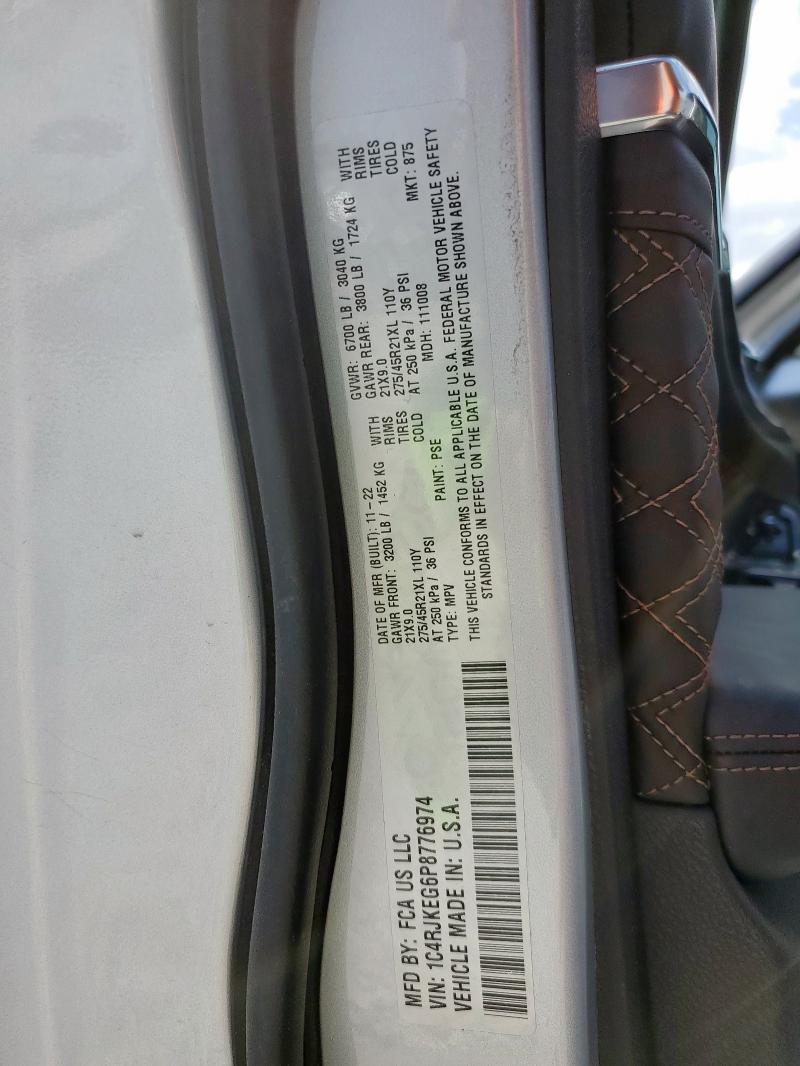 MFD BY: FCA US LLC
VIN: 1C4RJKEG6P8776974
VEHICLE MADE IN: U.S.A.
DATE OF MFR (BUILT): 11-22
GAWR FRONT: 3200 LB / 1452 KG WITH
21X9.0 RIMS
275/45R21XL 110Y TIRES
AT 250 kPa / 36 PSI COLD
TYPE: MPV PAINT: PSE
GVWR: 6700 LB / 3040 KG
GAWR REAR: 3800 LB / 1724 KG WITH
21X9.0 RIMS
275/45R21XL 110Y TIRES
AT 250 kPa / 36 PSI COLD
MDH: 111008 MKT: 875
THIS VEHICLE CONFORMS TO ALL APPLICABLE U.S.A. FEDERAL MOTOR VEHICLE SAFETY
STANDARDS IN EFFECT ON THE DATE OF MANUFACTURE SHOWN ABOVE.